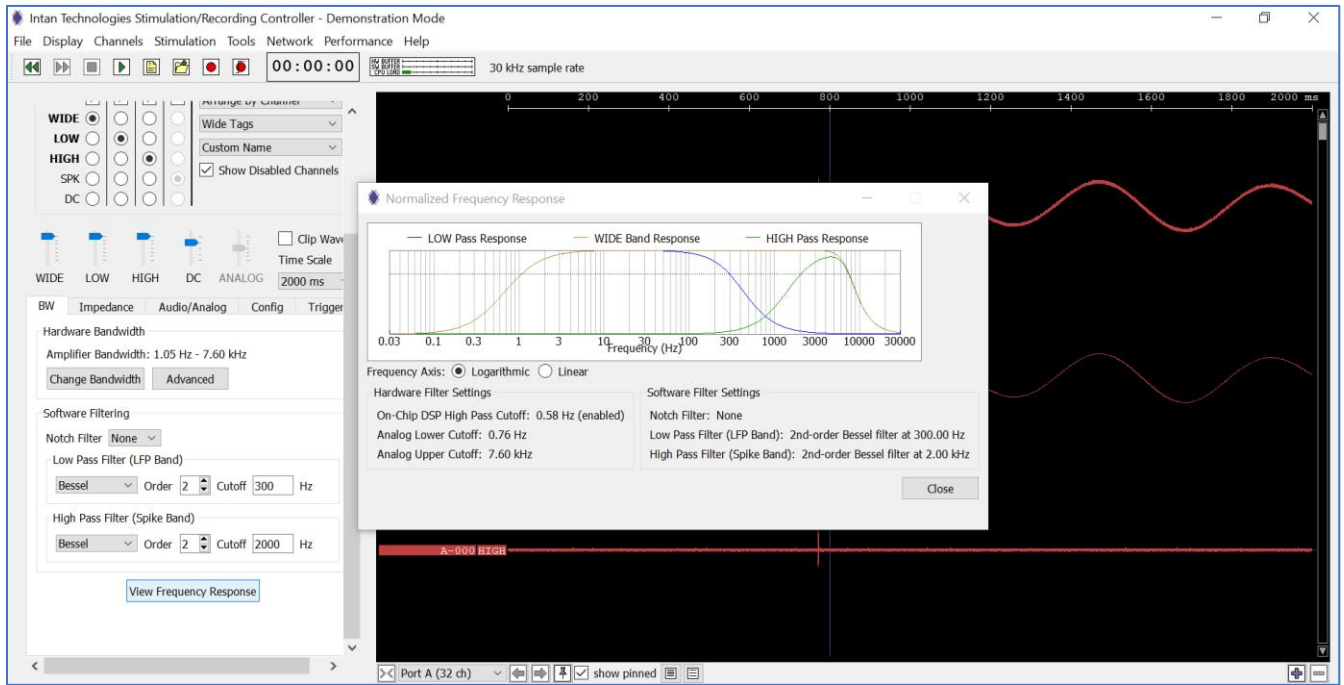 Intan Technologies Stimulation/Recording Controller - Demonstration Mode
File Display Channels Stimulation Tools Network Performance Help
00:00:00
HW BUFFER
SW BUFFER
CPU LOAD
30 kHz sample rate
Arrange by Channel
WIDE
LOW
HIGH
SPK
DC
Wide Tags
Custom Name
Show Disabled Channels
WIDE LOW HIGH DC ANALOG
Clip Wav
Time Scale
2000 ms
BW Impedance Audio/Analog Config Trigger
Hardware Bandwidth
Amplifier Bandwidth: 1.05 Hz - 7.60 kHz
Change Bandwidth Advanced
Software Filtering
Notch Filter None
Low Pass Filter (LFP Band)
Bessel Order 2 Cutoff 300 Hz
High Pass Filter (Spike Band)
Bessel Order 2 Cutoff 2000 Hz
View Frequency Response
0 200 400 600 800 1000 1200 1400 1600 1800 2000 ms
Normalized Frequency Response
LOW Pass Response WIDE Band Response HIGH Pass Response
0.03 0.1 0.3 1 3 10 30 100 300 1000 3000 10000 30000
Frequency (Hz)
Frequency Axis: Logarithmic Linear
Hardware Filter Settings
On-Chip DSP High Pass Cutoff: 0.58 Hz (enabled)
Analog Lower Cutoff: 0.76 Hz
Analog Upper Cutoff: 7.60 kHz
Software Filter Settings
Notch Filter: None
Low Pass Filter (LFP Band): 2nd-order Bessel filter at 300.00 Hz
High Pass Filter (Spike Band): 2nd-order Bessel filter at 2.00 kHz
Close
A-000 HIGH
Port A (32 ch) show pinned